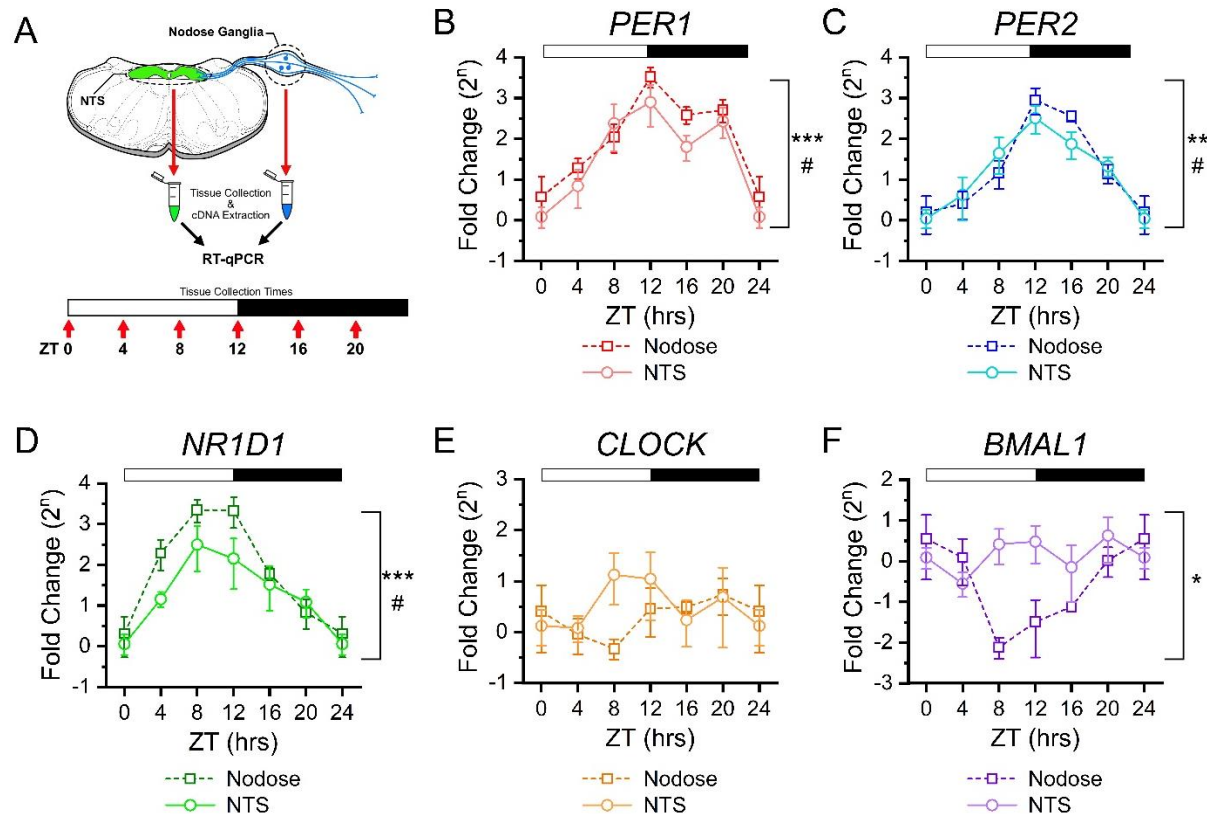 A
Nodose Ganglia
NTS
Tissue Collection
&
cDNA Extraction
RT-qPCR
Tissue Collection Times
ZT 0 4 8 12 16 20
B
PER1
Fold Change (2ⁿ)
4
3
2
1
0
-1
0 4 8 12 16 20 24
ZT (hrs)
***
#
Nodose
NTS
C
PER2
Fold Change (2ⁿ)
4
3
2
1
0
-1
0 4 8 12 16 20 24
ZT (hrs)
**
#
Nodose
NTS
D
NR1D1
Fold Change (2ⁿ)
4
3
2
1
0
-1
0 4 8 12 16 20 24
ZT (hrs)
***
#
Nodose
NTS
E
CLOCK
Fold Change (2ⁿ)
3
2
1
0
-1
0 4 8 12 16 20 24
ZT (hrs)
Nodose
NTS
F
BMAL1
Fold Change (2ⁿ)
2
1
0
-1
-2
-3
0 4 8 12 16 20 24
ZT (hrs)
*
Nodose
NTS